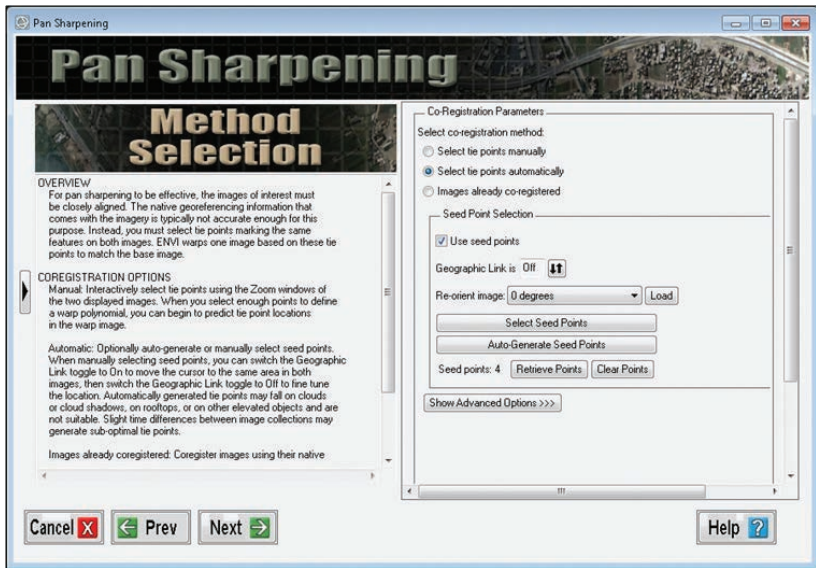 Pan Sharpening
Pan Sharpening
Method
Selection
OVERVIEW
For pan sharpening to be effective, the images of interest must
be closely aligned. The native georeferencing information that
comes with the imagery is typically not accurate enough for this
purpose. Instead, you must select tie points marking the same
features on both images. ENVI warps one image based on these tie
points to match the base image.
COREGISTRATION OPTIONS
Manual: Interactively select tie points using the Zoom windows of
the two displayed images. When you select enough points to define
a warp polynomial, you can begin to predict tie point locations
in the warp image.
Automatic: Optionally auto-generate or manually select seed points.
When manually selecting seed points, you can switch the Geographic
Link toggle to On to move the cursor to the same area in both
images, then switch the Geographic Link toggle to Off to fine tune
the location. Automatically generated tie points may fall on clouds
or cloud shadows, on rooftops, or on other elevated objects and are
not suitable. Slight time differences between image collections may
generate sub-optimal tie points.
Images already coregistered: Coregister images using their native
Co-Registration Parameters
Select co-registration method:
Select tie points manually
Select tie points automatically
Images already co-registered
Seed Point Selection
Use seed points
Geographic Link is Off
Re-orient image: 0 degrees Load
Select Seed Points
Auto-Generate Seed Points
Seed points: 4 Retrieve Points Clear Points
Show Advanced Options >>>
Cancel X Prev Next Help ?